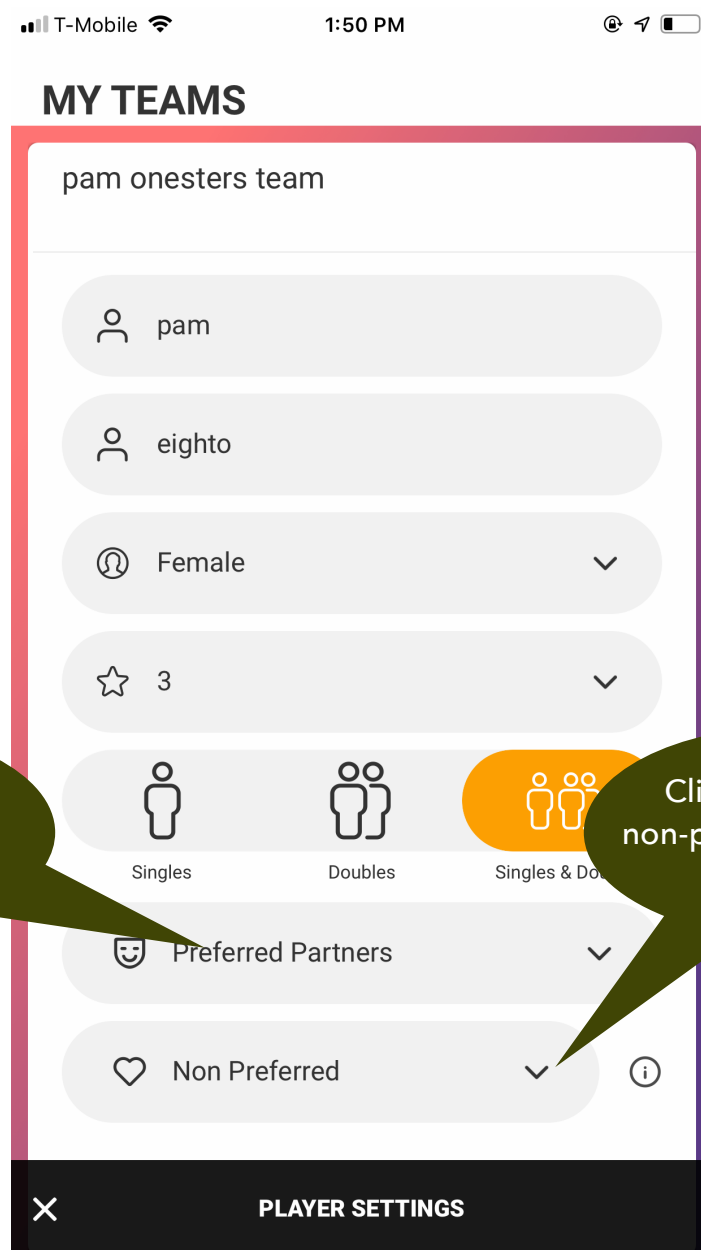 T-Mobile 1:50 PM
MY TEAMS
pam onesters team
pam
eighto
Female
3
Singles Doubles Singles &
Preferred Partners
Non Preferred
PLAYER SETTINGS